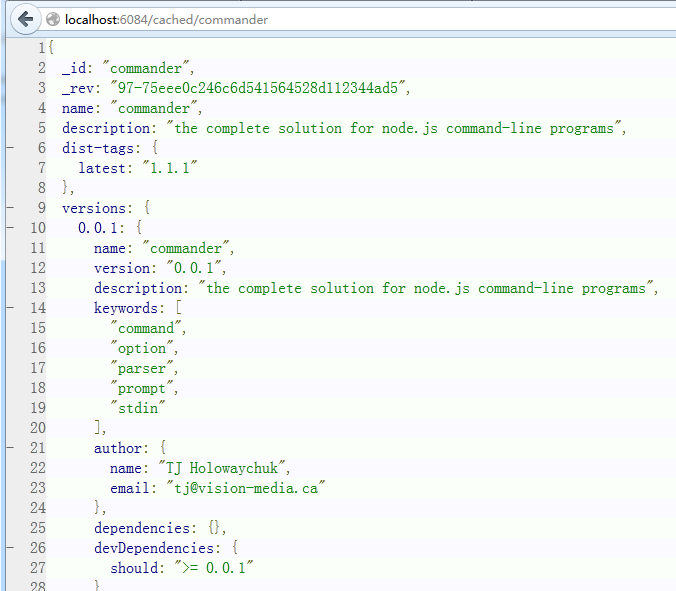 localhost:6084/cached/commander
1{
2 _id: "commander",
3 _rev: "97-75eee0c246c6d541564528d112344ad5",
4 name: "commander",
5 description: "the complete solution for node.js command-line programs",
6 dist-tags: {
7 latest: "1.1.1"
8 },
9 versions: {
10 0.0.1: {
11 name: "commander",
12 version: "0.0.1",
13 description: "the complete solution for node.js command-line programs",
14 keywords: [
15 "command",
16 "option",
17 "parser",
18 "prompt",
19 "stdin"
20 ],
21 author: {
22 name: "TJ Holowaychuk",
23 email: "tj@vision-media.ca"
24 },
25 dependencies: {},
26 devDependencies: {
27 should: ">= 0.0.1"
28 }